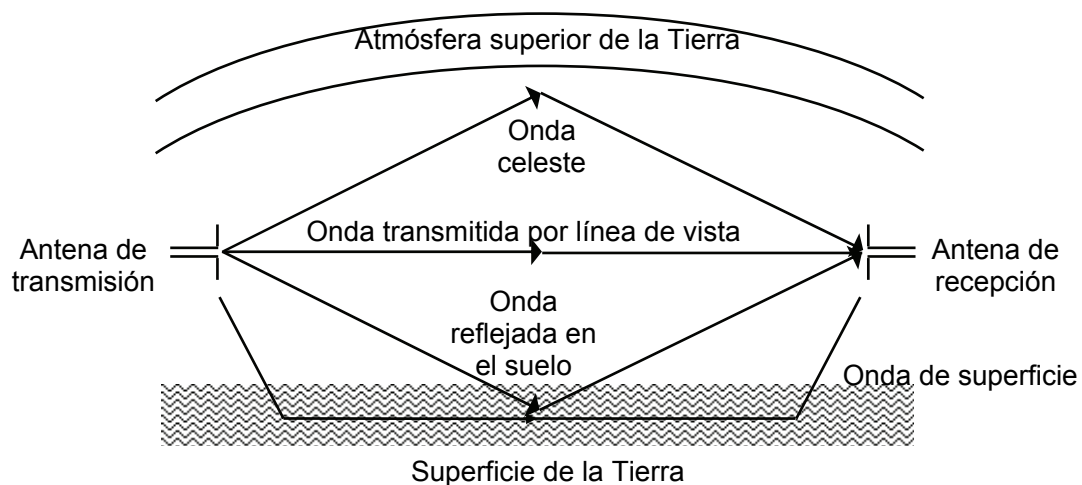 Atmósfera superior de la Tierra
Onda
celeste
Onda transmitida por línea de vista
Antena de
transmisión
Antena de
recepción
Onda
reflejada en
el suelo
Onda de superficie
Superficie de la Tierra